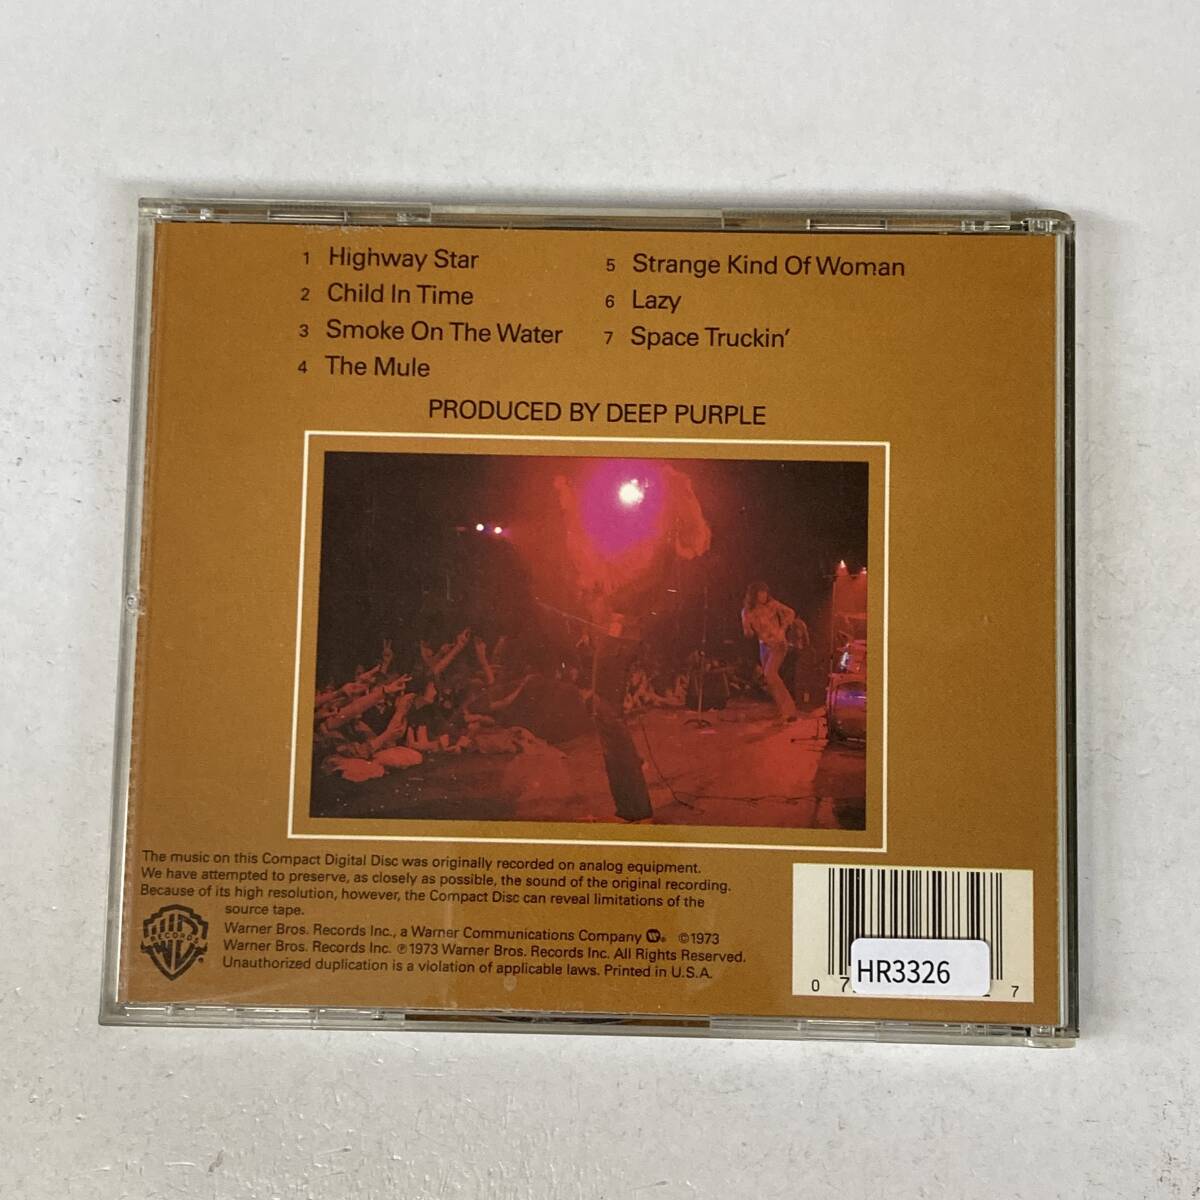 1 Highway Star
2 Child In Time
3 Smoke On The Water
4 The Mule
5 Strange Kind Of Woman
6 Lazy
7 Space Truckin'
PRODUCED BY DEEP PURPLE
The music on this Compact Digital Disc was originally recorded on analog equipment.
We have attempted to preserve, as closely as possible, the sound of the original recording.
Because of its high resolution, however, the Compact Disc can reveal limitations of the
source tape.
Warner Bros. Records Inc., a Warner Communications Company ©1973
Warner Bros. Records Inc. ℗1973 Warner Bros. Records Inc. All Rights Reserved.
Unauthorized duplication is a violation of applicable laws. Printed in U.S.A.
WB
RECORDS
HR3326
0 7 7